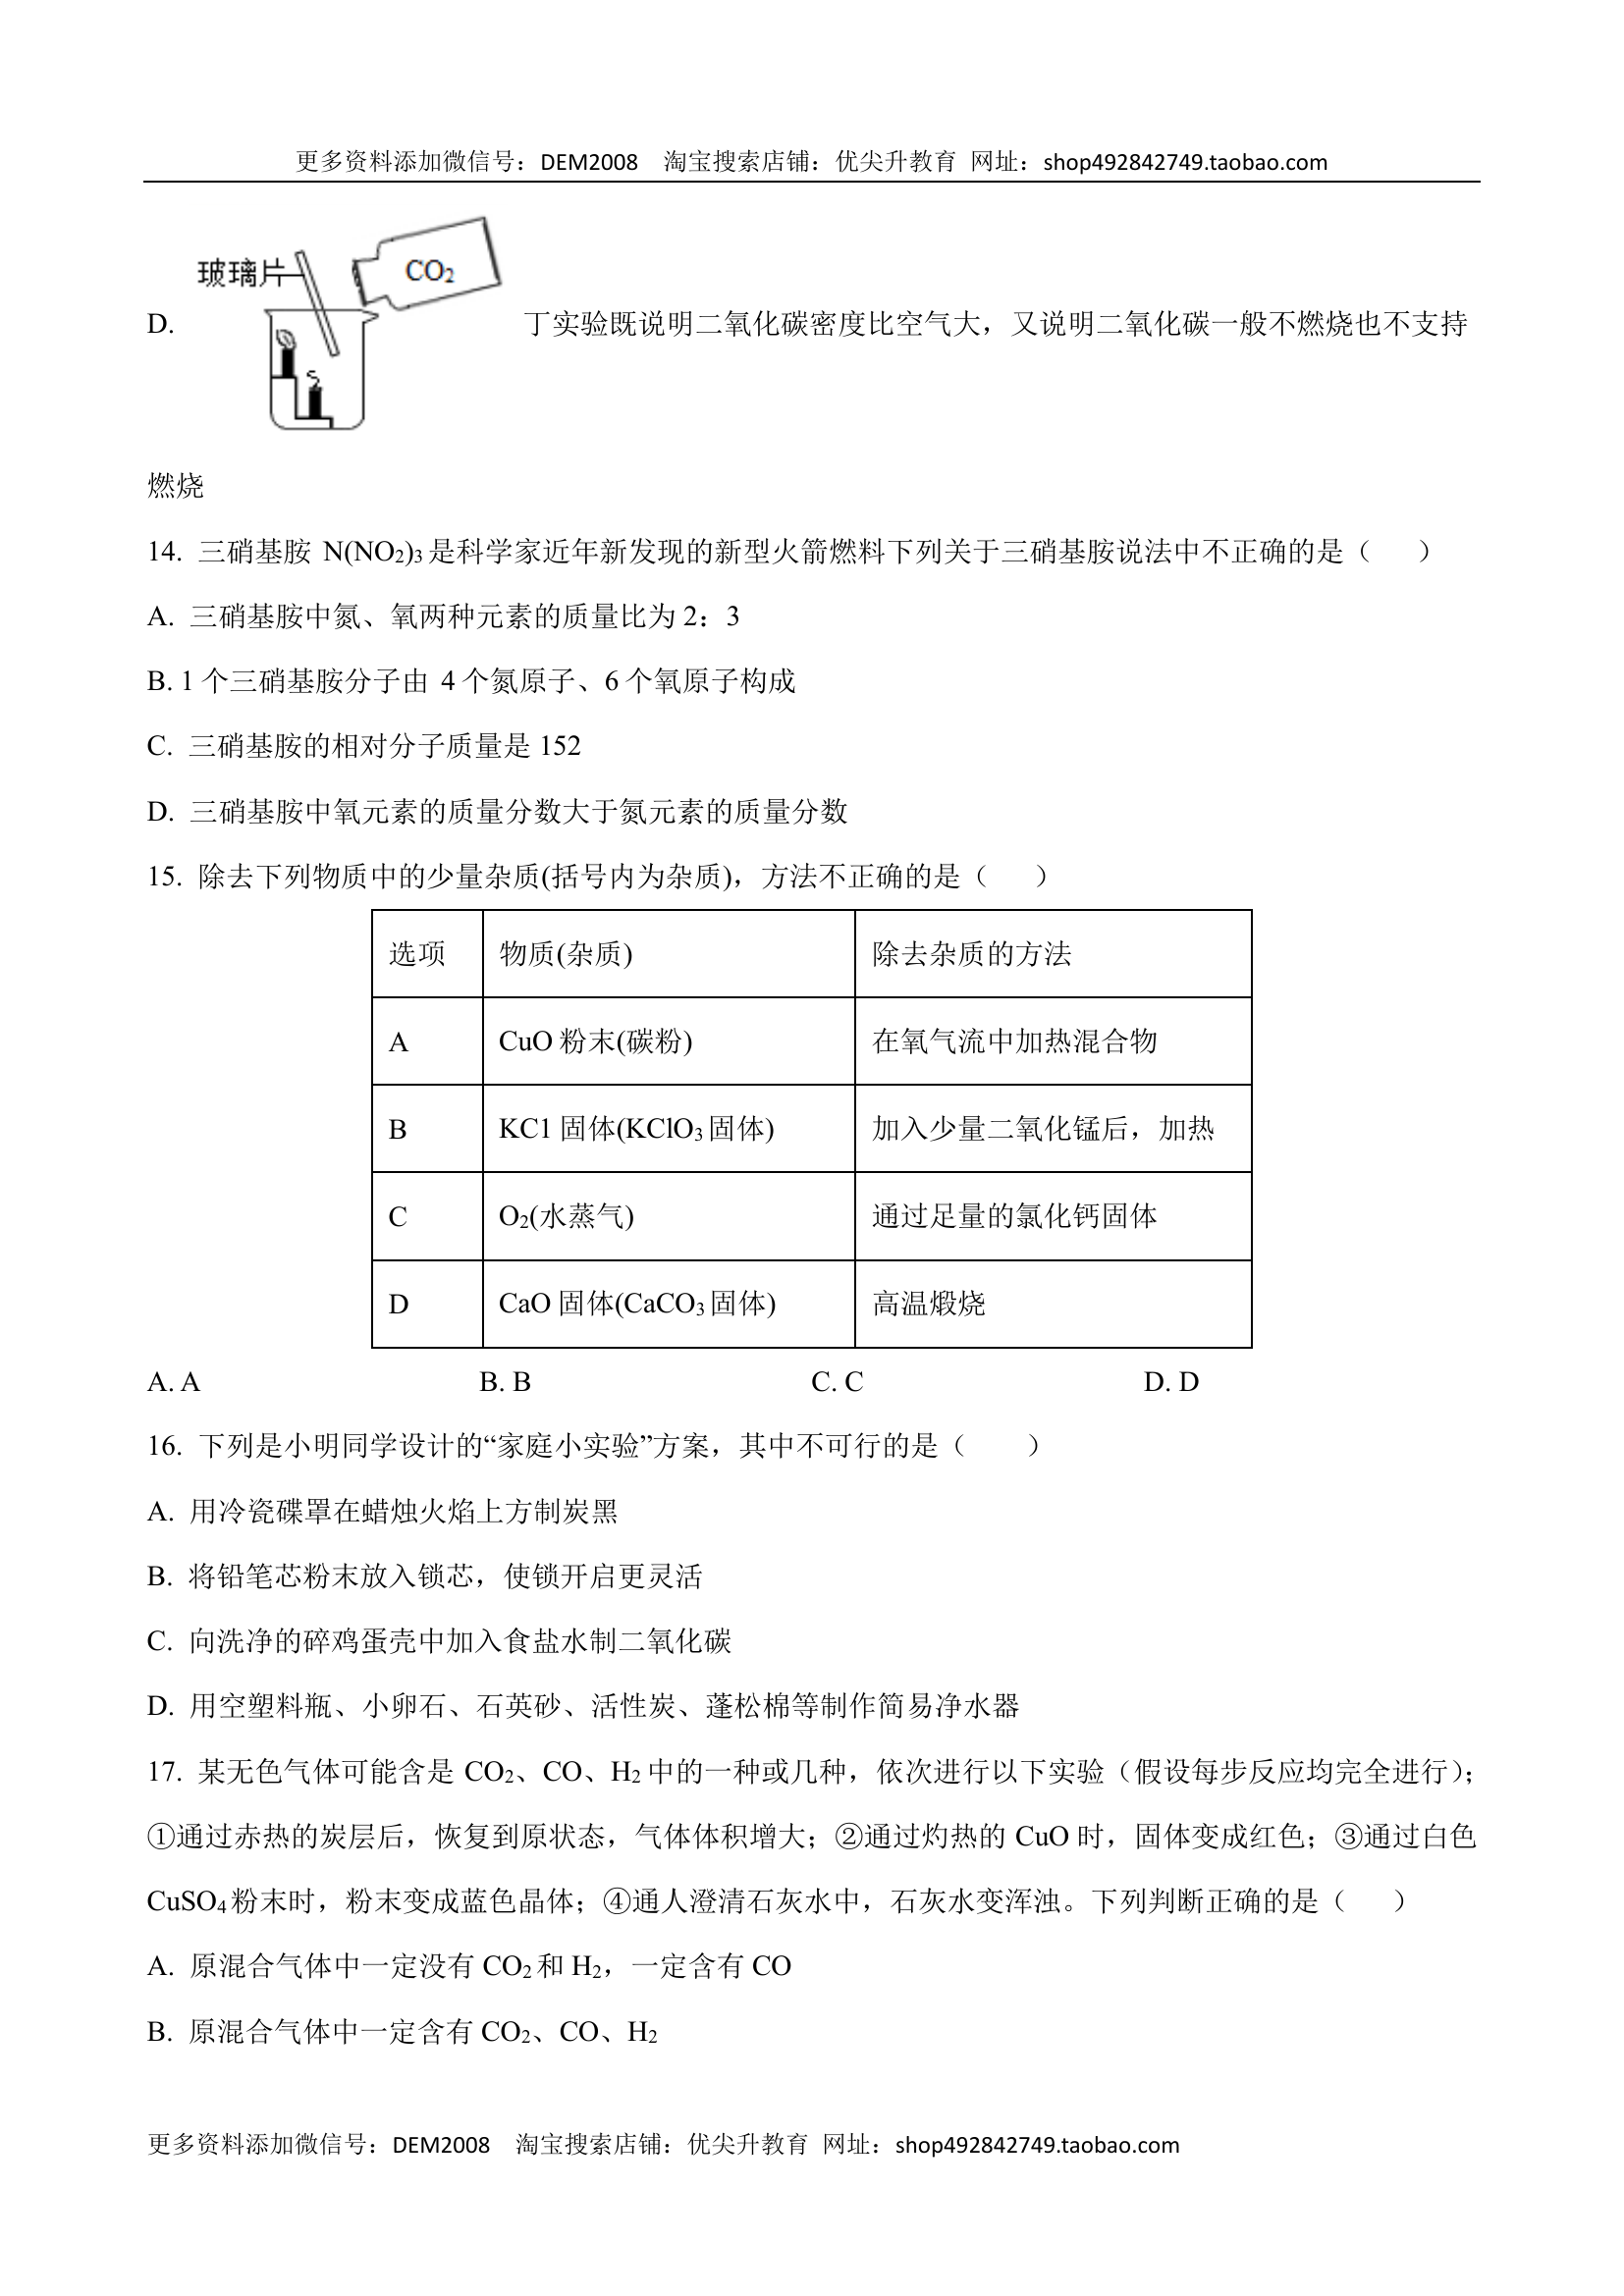 更多资料添加微信号：DEM2008 淘宝搜索店铺：优尖升教育 网址：shop492842749.taobao.com
玻璃片
CO₂
D. 丁实验既说明二氧化碳密度比空气大，又说明二氧化碳一般不燃烧也不支持
燃烧
14. 三硝基胺 N(NO₂)₃是科学家近年新发现的新型火箭燃料下列关于三硝基胺说法中不正确的是（ ）
A. 三硝基胺中氮、氧两种元素的质量比为 2：3
B. 1 个三硝基胺分子由 4 个氮原子、6 个氧原子构成
C. 三硝基胺的相对分子质量是 152
D. 三硝基胺中氧元素的质量分数大于氮元素的质量分数
15. 除去下列物质中的少量杂质(括号内为杂质)，方法不正确的是（ ）
选项 物质(杂质) 除去杂质的方法
A CuO 粉末(碳粉) 在氧气流中加热混合物
B KC1 固体(KClO₃固体) 加入少量二氧化锰后，加热
C O₂(水蒸气) 通过足量的氯化钙固体
D CaO 固体(CaCO₃固体) 高温煅烧
A. A B. B C. C D. D
16. 下列是小明同学设计的“家庭小实验”方案，其中不可行的是（ ）
A. 用冷瓷碟罩在蜡烛火焰上方制炭黑
B. 将铅笔芯粉末放入锁芯，使锁开启更灵活
C. 向洗净的碎鸡蛋壳中加入食盐水制二氧化碳
D. 用空塑料瓶、小卵石、石英砂、活性炭、蓬松棉等制作简易净水器
17. 某无色气体可能含是 CO₂、CO、H₂中的一种或几种，依次进行以下实验（假设每步反应均完全进行）；
①通过赤热的炭层后，恢复到原状态，气体体积增大；②通过灼热的 CuO 时，固体变成红色；③通过白色
CuSO₄粉末时，粉末变成蓝色晶体；④通人澄清石灰水中，石灰水变浑浊。下列判断正确的是（ ）
A. 原混合气体中一定没有 CO₂和 H₂，一定含有 CO
B. 原混合气体中一定含有 CO₂、CO、H₂
更多资料添加微信号：DEM2008 淘宝搜索店铺：优尖升教育 网址：shop492842749.taobao.com